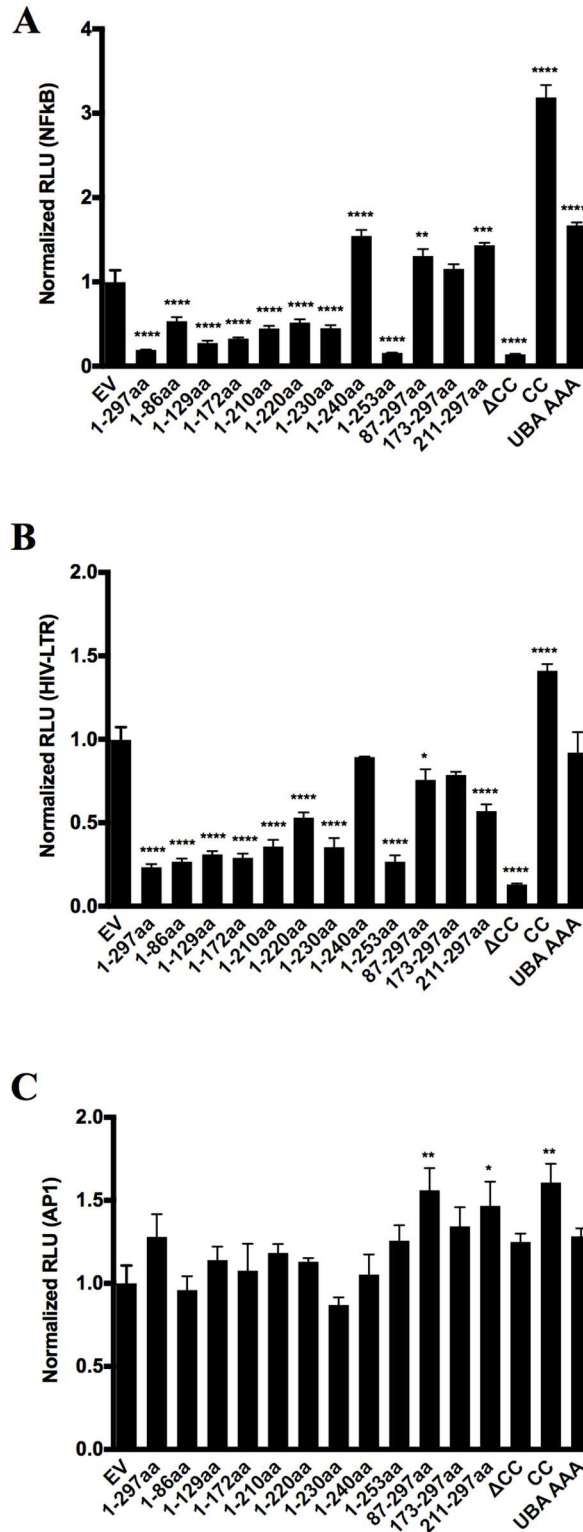 A
Normalized RLU (NFkB)
4
3
2
1
0
****
****
****
****
****
****
****
****
****
**
***
****
****
****
EV
1-297aa
1-86aa
1-129aa
1-172aa
1-210aa
1-220aa
1-230aa
1-240aa
1-253aa
87-297aa
173-297aa
211-297aa
ΔCC
CC
UBA AAA
B
Normalized RLU (HIV-LTR)
2.0
1.5
1.0
0.5
0.0
****
****
****
****
****
****
****
****
*
****
****
****
EV
1-297aa
1-86aa
1-129aa
1-172aa
1-210aa
1-220aa
1-230aa
1-240aa
1-253aa
87-297aa
173-297aa
211-297aa
ΔCC
CC
UBA AAA
C
Normalized RLU (AP1)
2.0
1.5
1.0
0.5
0.0
**
*
**
EV
1-297aa
1-86aa
1-129aa
1-172aa
1-210aa
1-220aa
1-230aa
1-240aa
1-253aa
87-297aa
173-297aa
211-297aa
ΔCC
CC
UBA AAA